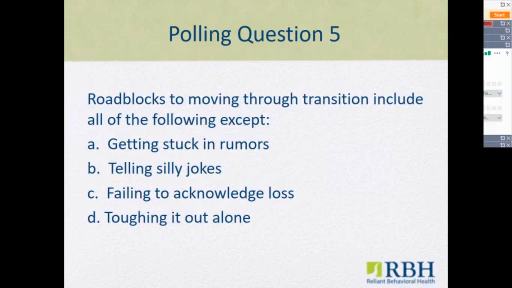 Polling Question 5
Roadblocks to moving through transition include
all of the following except:
a. Getting stuck in rumors
b. Telling silly jokes
c. Failing to acknowledge loss
d. Toughing it out alone
RBH
Reliant Behavioral Health